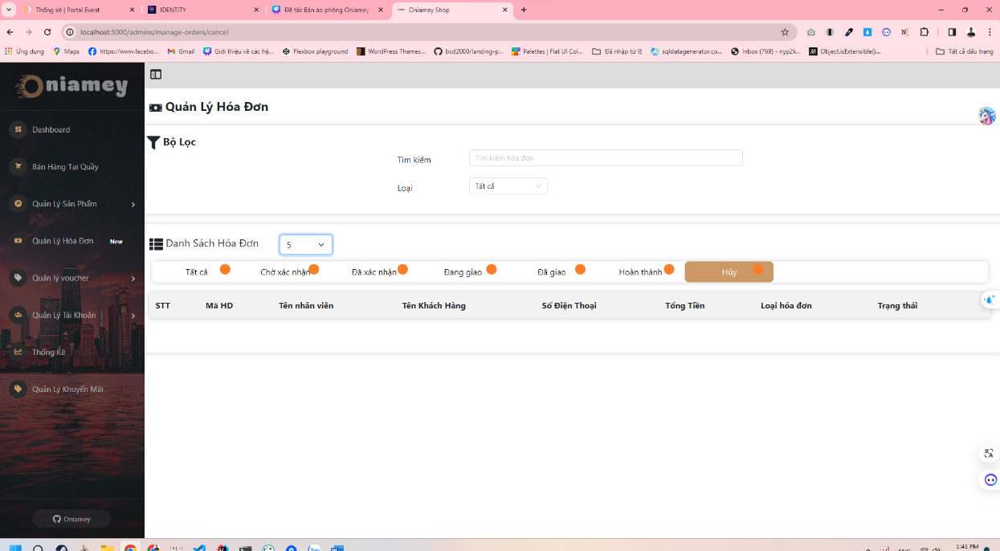 Thống kê | Portal Event
IDENTITY
Đề tài: Bán áo phông Oniamey
Oniamey Shop
localhost:3000/admins/manage-orders/cancel
Ứng dụng
Maps
https://www.facebo...
Gmail
Giới thiệu về các hệ...
Flexbox playground
WordPress Themes...
bcd2000/landing-p...
Palettes | Flat UI Col...
Đã nhập từ IE
sqldatagenerator.co...
Inbox (769) - nyp2k...
Object.isExtensible()...
Tất cả dấu trang
Oniamey
Dashboard
Bán Hàng Tại Quầy
Quản Lý Sản Phẩm
Quản Lý Hóa Đơn New
Quản lý voucher
Quản Lý Tài Khoản
Thống Kê
Quản Lý Khuyến Mãi
Oniamey
Quản Lý Hóa Đơn
Bộ Lọc
Tìm kiếm
Tìm kiếm hóa đơn
Loại
Tất cả
Danh Sách Hóa Đơn
5
Tất cả
Chờ xác nhận
Đã xác nhận
Đang giao
Đã giao
Hoàn thành
Hủy
STT
Mã HD
Tên nhân viên
Tên Khách Hàng
Số Điện Thoại
Tổng Tiền
Loại hóa đơn
Trạng thái
1:41 PM